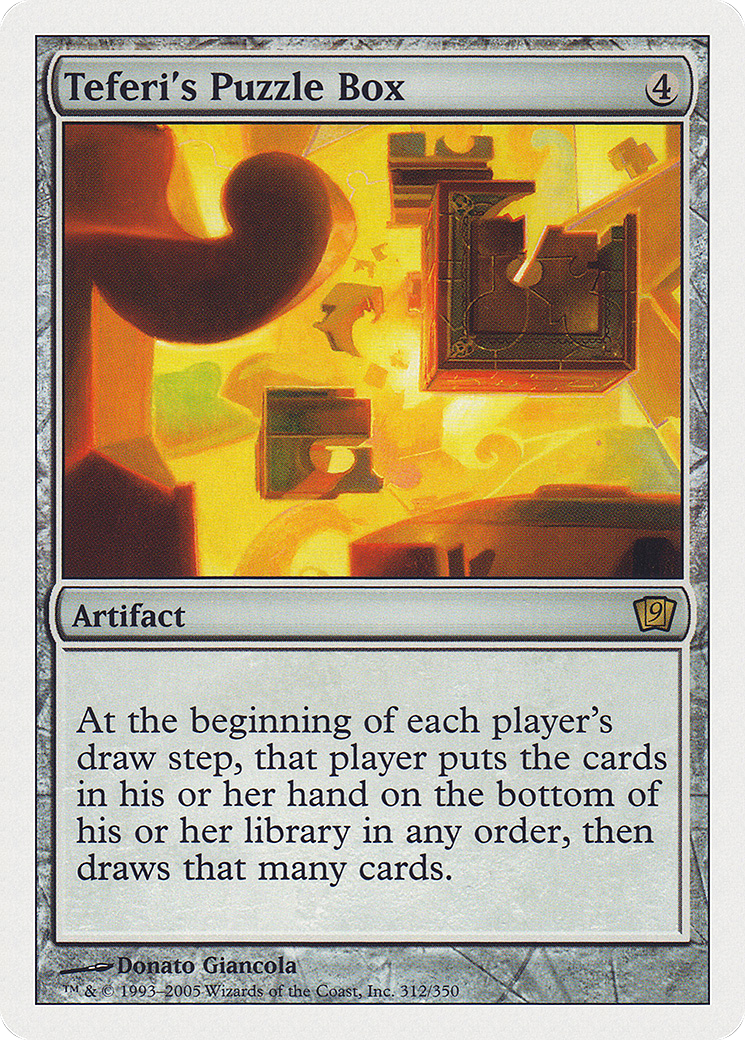 Teferi's Puzzle Box 4
Artifact 9
At the beginning of each player's
draw step, that player puts the cards
in his or her hand on the bottom of
his or her library in any order, then
draws that many cards.
Donato Giancola
™ & © 1993–2005 Wizards of the Coast, Inc. 312/350